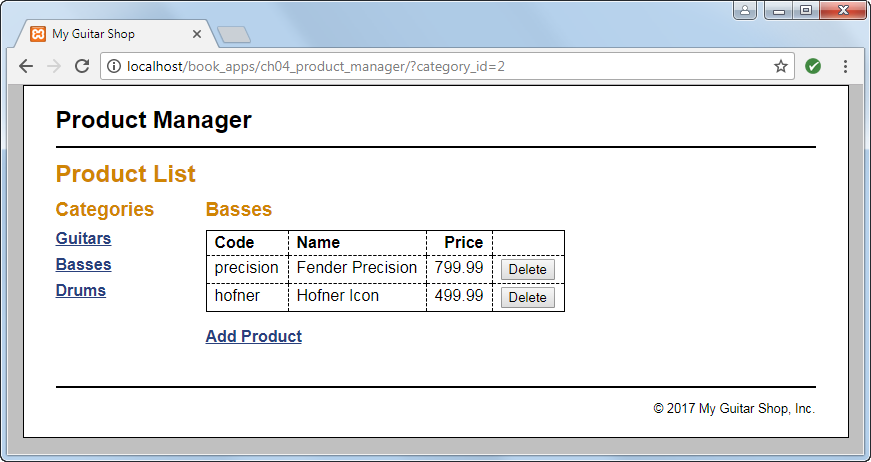 My Guitar Shop
localhost/book_apps/ch04_product_manager/?category_id=2
Product Manager
Product List
Categories
Guitars
Basses
Drums
Basses
Code Name Price
precision Fender Precision 799.99 Delete
hofner Hofner Icon 499.99 Delete
Add Product
© 2017 My Guitar Shop, Inc.